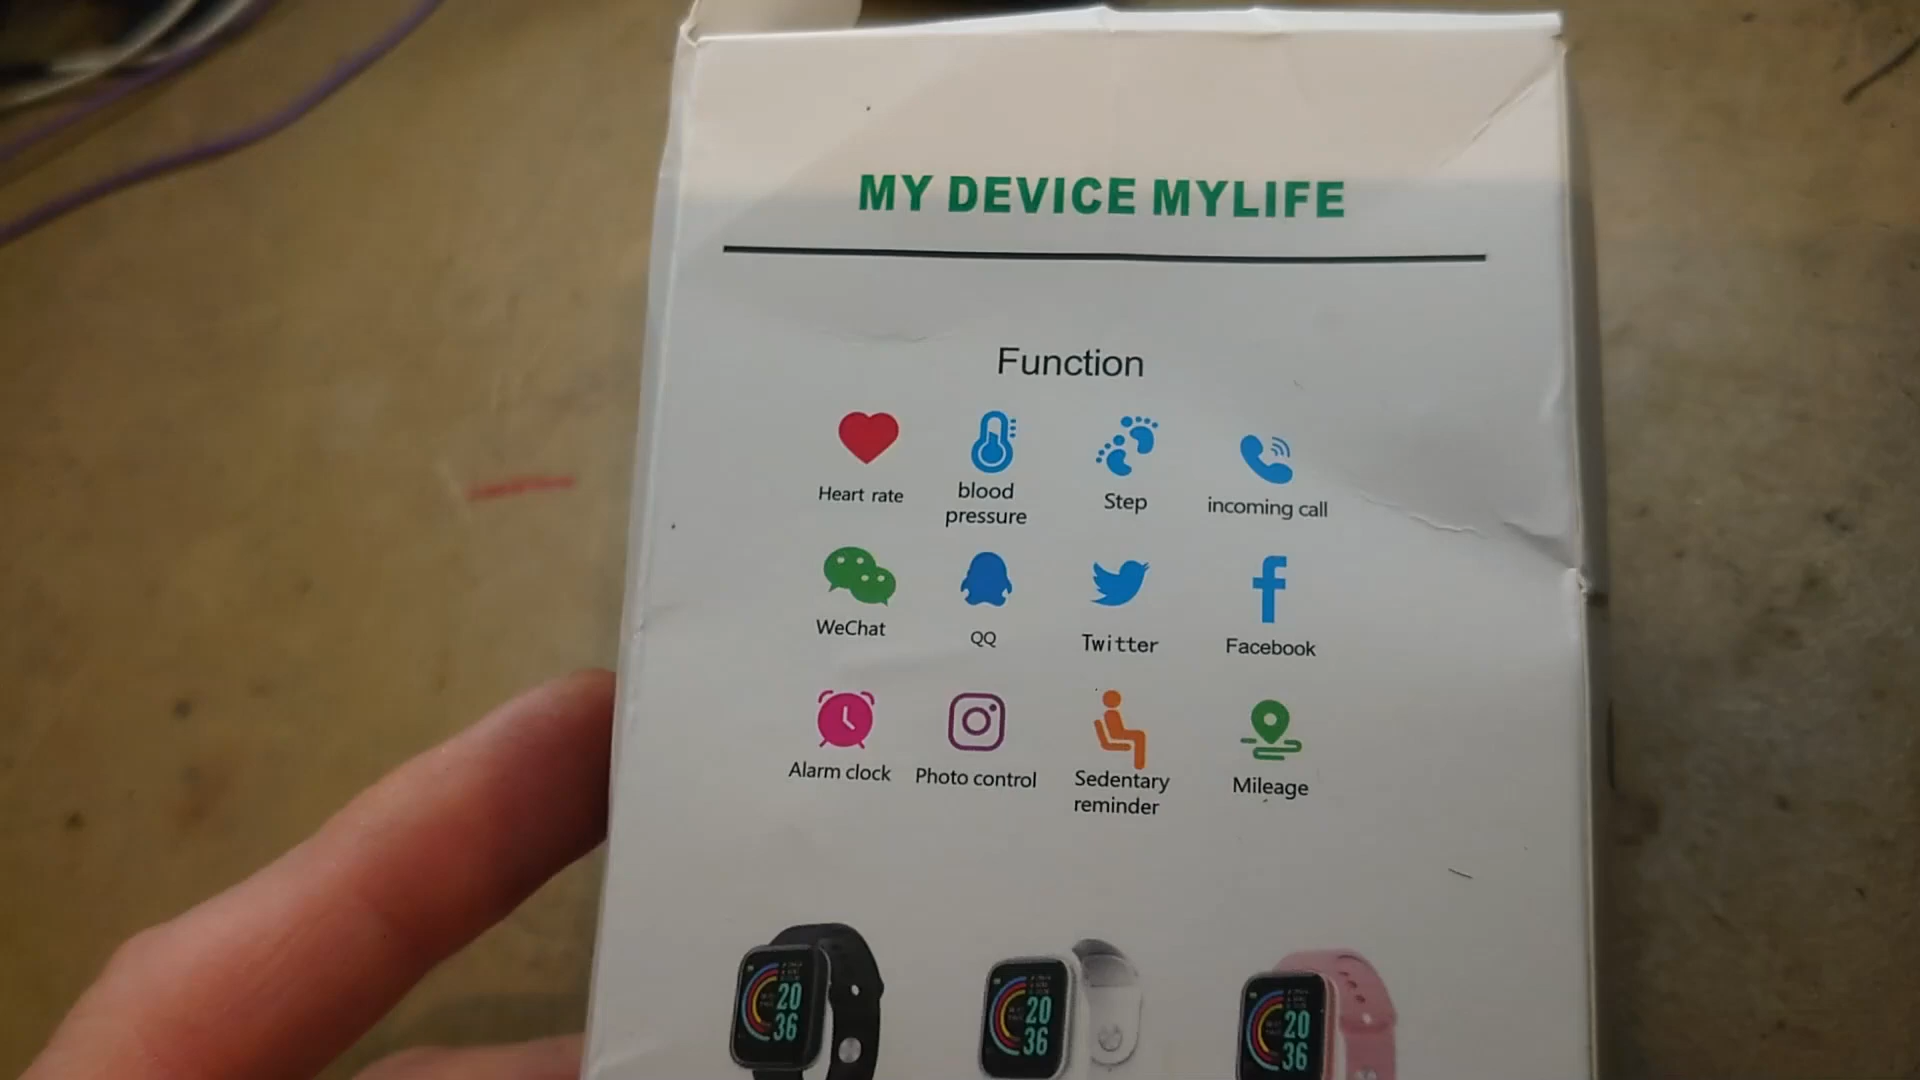 MY DEVICE MYLIFE
Function
Heart rate
blood
pressure
Step
incoming call
WeChat
QQ
Twitter
Facebook
Alarm clock
Photo control
Sedentary
reminder
Mileage
20
36
20
36
20
36